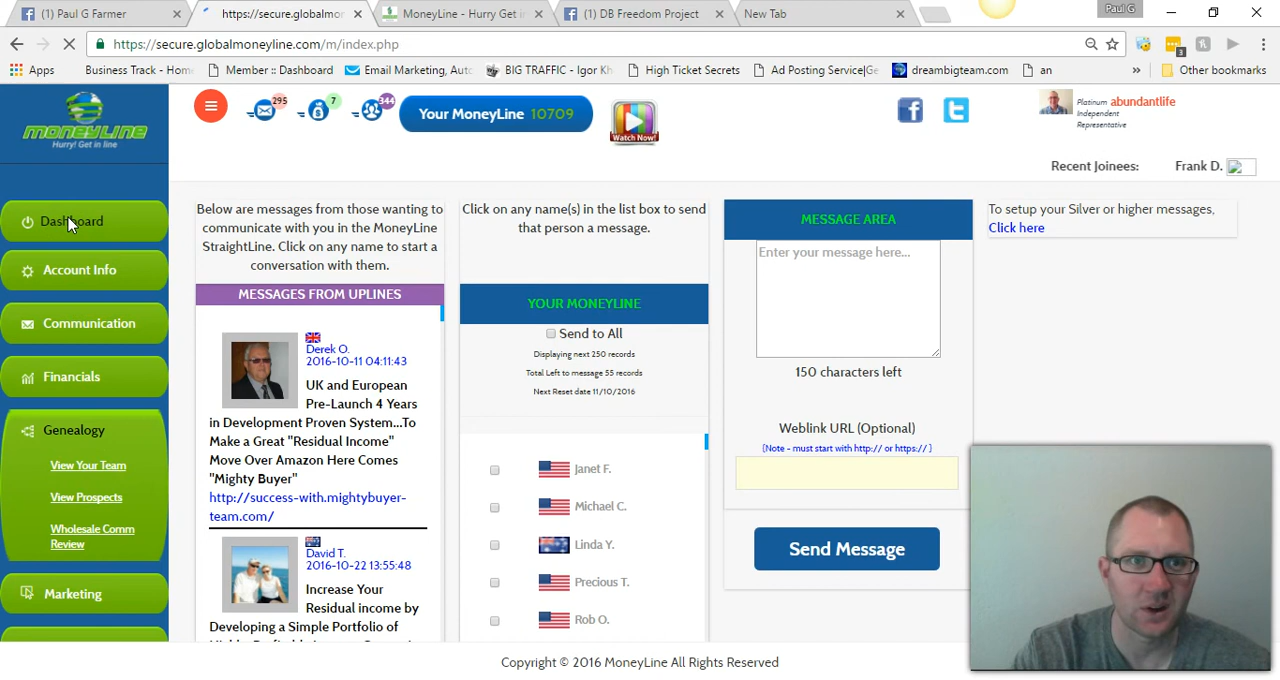 (1) Paul G Farmer
https://secure.globalmo
MoneyLine - Hurry Get in
(1) DB Freedom Project
New Tab
Paul G
https://secure.globalmoneyline.com/m/index.php
3
Apps
Business Track - Hom
Member :: Dashboard
Email Marketing, Auto
BIG TRAFFIC - Igor Kh
High Ticket Secrets
Ad Posting Service|Ge
dreambigteam.com
an
»
Other bookmarks
MONEYLINE
Hurry! Get in line
295
7
344
Your MoneyLine 10709
Watch Now!
Platinum abundantlife
Independent
Representative
Recent Joinees:
Frank D.
Dashboard
Account Info
Communication
Financials
Genealogy
View Your Team
View Prospects
Wholesale Comm
Review
Marketing
Below are messages from those wanting to
communicate with you in the MoneyLine
StraightLine. Click on any name to start a
conversation with them.
MESSAGES FROM UPLINES
Derek O.
2016-10-11 04:11:43
UK and European
Pre-Launch 4 Years
in Development Proven System...To
Make a Great "Residual Income"
Move Over Amazon Here Comes
"Mighty Buyer"
http://success-with.mightybuyer-
team.com/
David T.
2016-10-22 13:55:48
Increase Your
Residual income by
Developing a Simple Portfolio of
Click on any name(s) in the list box to send
that person a message.
YOUR MONEYLINE
Send to All
Displaying next 250 records
Total Left to message 55 records
Next Reset date 11/10/2016
Janet F.
Michael C.
Linda Y.
Precious T.
Rob O.
MESSAGE AREA
Enter your message here...
150 characters left
Weblink URL (Optional)
[Note - must start with http:// or https:// ]
Send Message
To setup your Silver or higher messages,
Click here
Copyright © 2016 MoneyLine All Rights Reserved